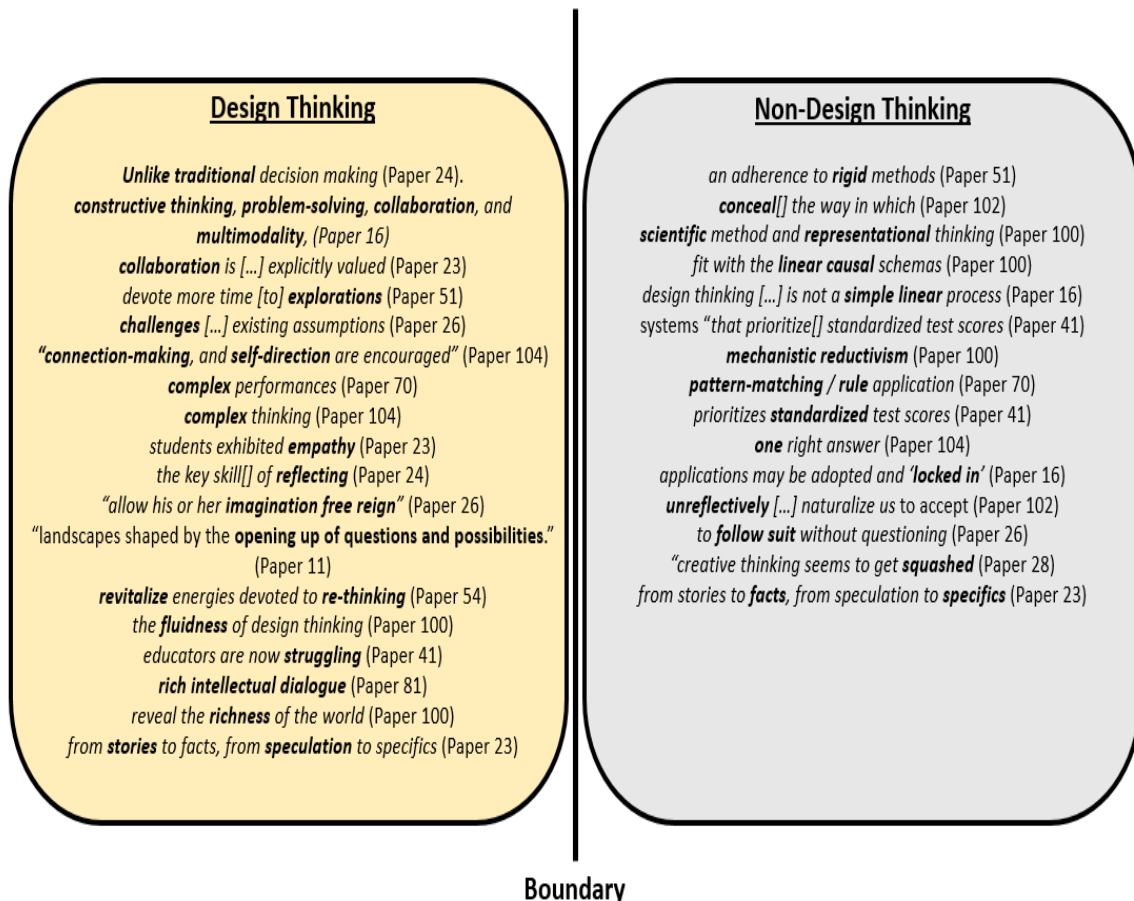 Design Thinking
Unlike traditional decision making (Paper 24).
constructive thinking, problem-solving, collaboration, and
multimodality, (Paper 16)
collaboration is [...] explicitly valued (Paper 23)
devote more time [to] explorations (Paper 51)
challenges [...] existing assumptions (Paper 26)
“connection-making, and self-direction are encouraged” (Paper 104)
complex performances (Paper 70)
complex thinking (Paper 104)
students exhibited empathy (Paper 23)
the key skill[] of reflecting (Paper 24)
“allow his or her imagination free reign” (Paper 26)
“landscapes shaped by the opening up of questions and possibilities.”
(Paper 11)
revitalize energies devoted to re-thinking (Paper 54)
the fluidness of design thinking (Paper 100)
educators are now struggling (Paper 41)
rich intellectual dialogue (Paper 81)
reveal the richness of the world (Paper 100)
from stories to facts, from speculation to specifics (Paper 23)
Non-Design Thinking
an adherence to rigid methods (Paper 51)
conceal[] the way in which (Paper 102)
scientific method and representational thinking (Paper 100)
fit with the linear causal schemas (Paper 100)
design thinking [...] is not a simple linear process (Paper 16)
systems “that prioritize[] standardized test scores (Paper 41)
mechanistic reductivism (Paper 100)
pattern-matching / rule application (Paper 70)
prioritizes standardized test scores (Paper 41)
one right answer (Paper 104)
applications may be adopted and ‘locked in’ (Paper 16)
unreflectively [...] naturalize us to accept (Paper 102)
to follow suit without questioning (Paper 26)
“creative thinking seems to get squashed (Paper 28)
from stories to facts, from speculation to specifics (Paper 23)
Boundary